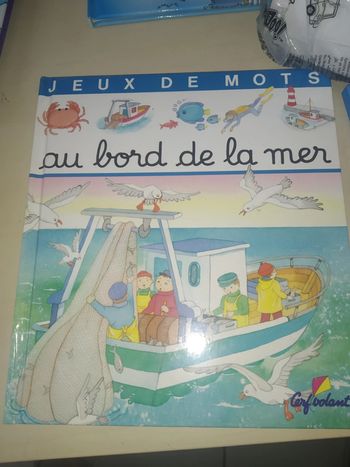 JEUX DE MOTS
au bord de la mer
Cerf volant